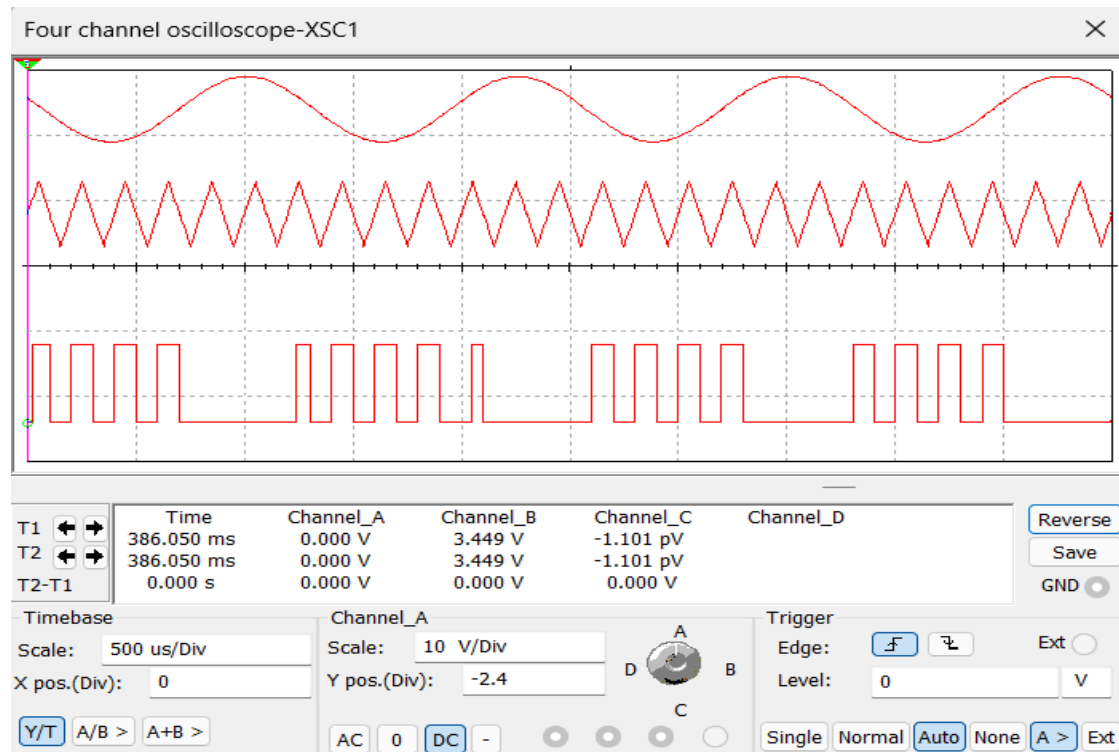 Four channel oscilloscope-XSC1
Time Channel_A Channel_B Channel_C Channel_D
T1 386.050 ms 0.000 V 3.449 V -1.101 pV
T2 386.050 ms 0.000 V 3.449 V -1.101 pV
T2-T1 0.000 s 0.000 V 0.000 V 0.000 V
Reverse
Save
GND
Timebase
Scale: 500 us/Div
X pos.(Div): 0
Y/T A/B > A+B >
Channel_A
Scale: 10 V/Div
Y pos.(Div): -2.4
AC 0 DC -
A
D B
C
Trigger
Edge: Ext
Level: 0 V
Single Normal Auto None A > Ext